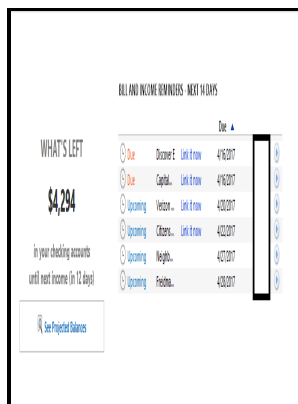 BILL AND INCOME REMINDERS - NEXT 14 DAYS
Due
WHAT'S LEFT
$4,294
in your checking accounts
until next income (in 12 days)
See Projected Balances
Due Discover E Link it now 4/16/2017
Due Capital... Link it now 4/16/2017
Upcoming Verizon ... Link it now 4/20/2017
Upcoming Citizens... Link it now 4/22/2017
Upcoming Neighb... 4/27/2017
Upcoming Freidma... 4/28/2017